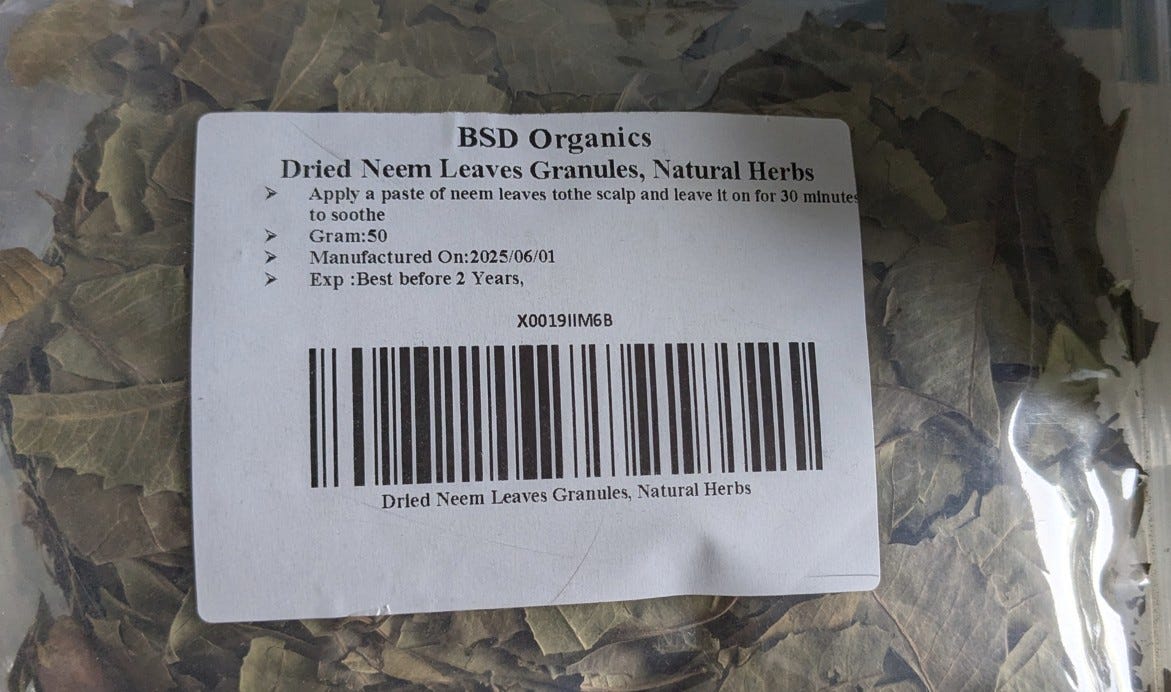 BSD Organics
Dried Neem Leaves Granules, Natural Herbs
➢ Apply a paste of neem leaves tothe scalp and leave it on for 30 minutes
to soothe
➢ Gram:50
➢ Manufactured On:2025/06/01
➢ Exp :Best before 2 Years,
X0019IIM6B
Dried Neem Leaves Granules, Natural Herbs